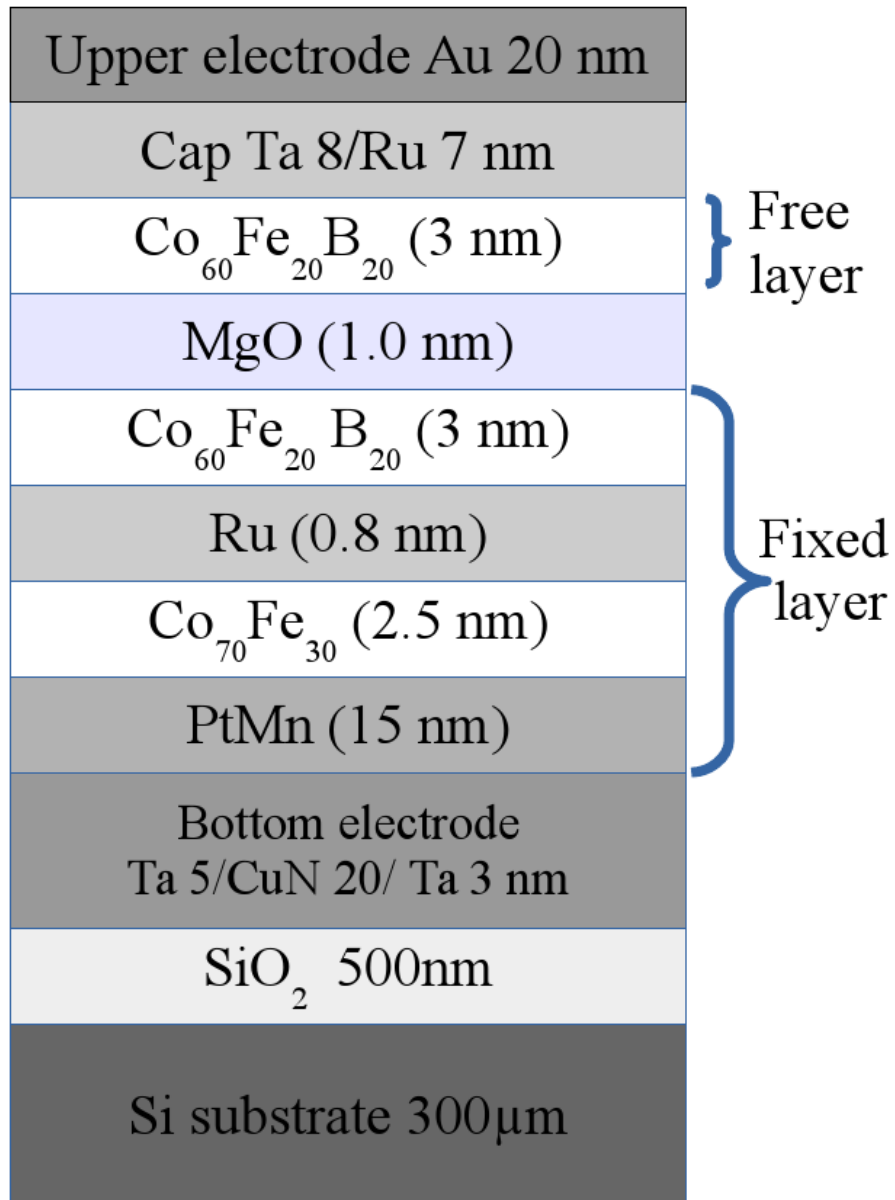 Upper electrode Au 20 nm
Cap Ta 8/Ru 7 nm
Co₆₀Fe₂₀B₂₀ (3 nm)
Free
layer
MgO (1.0 nm)
Co₆₀Fe₂₀ B₂₀ (3 nm)
Ru (0.8 nm)
Co₇₀Fe₃₀ (2.5 nm)
PtMn (15 nm)
Fixed
layer
Bottom electrode
Ta 5/CuN 20/ Ta 3 nm
SiO₂ 500nm
Si substrate 300µm